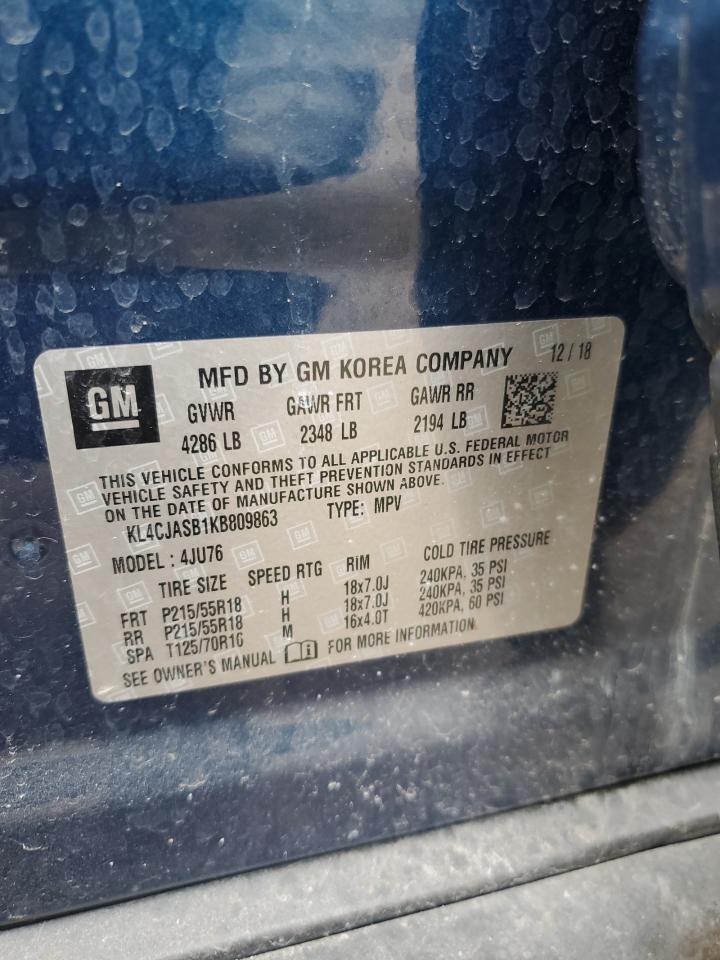 GM
MFD BY GM KOREA COMPANY 12 / 18
GVWR GAWR FRT GAWR RR
4286 LB 2348 LB 2194 LB
THIS VEHICLE CONFORMS TO ALL APPLICABLE U.S. FEDERAL MOTOR
VEHICLE SAFETY AND THEFT PREVENTION STANDARDS IN EFFECT
ON THE DATE OF MANUFACTURE SHOWN ABOVE.
KL4CJASB1KB809863 TYPE: MPV
MODEL : 4JU76
TIRE SIZE SPEED RTG RIM COLD TIRE PRESSURE
FRT P215/55R18 H 18x7.0J 240KPA, 35 PSI
RR P215/55R18 H 18x7.0J 240KPA, 35 PSI
SPA T125/70R16 M 16x4.0T 420KPA, 60 PSI
SEE OWNER'S MANUAL FOR MORE INFORMATION